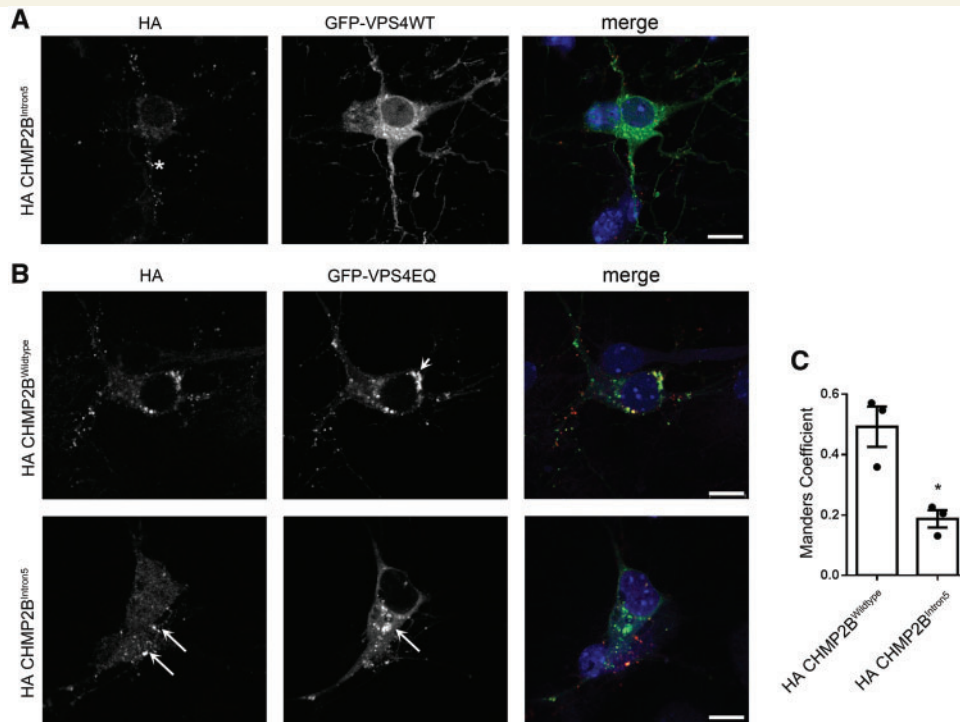 A
HA
GFP-VPS4WT
merge
HA CHMP2B^Intron5
*
B
HA
GFP-VPS4EQ
merge
HA CHMP2B^Wildtype
HA CHMP2B^Intron5
C
Manders Coefficient
0.6
0.4
0.2
0.0
*
HA CHMP2B^Wildtype
HA CHMP2B^Intron5